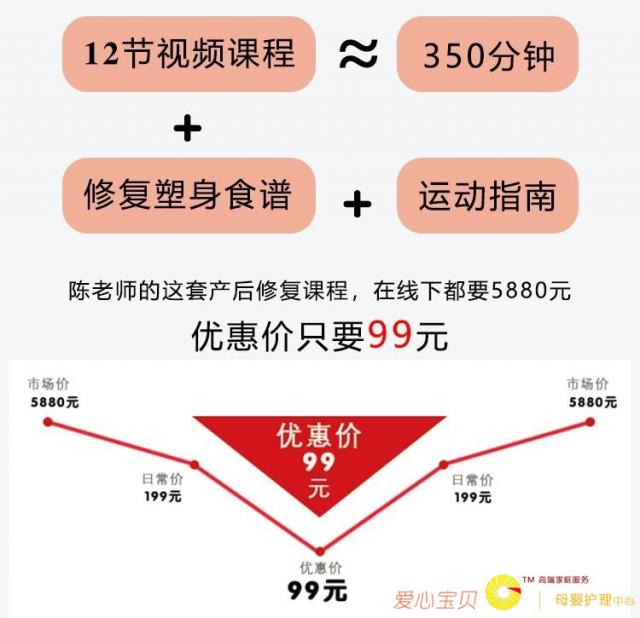 12节视频课程 ≈ 350分钟
+
修复塑身食谱 + 运动指南
陈老师的这套产后修复课程，在线下都要5880元
优惠价只要99元
市场价
5880元
市场价
5880元
优惠价
99
元
日常价
199元
日常价
199元
优惠价
99元
爱心宝贝
TM 高端家庭服务
母婴护理中心